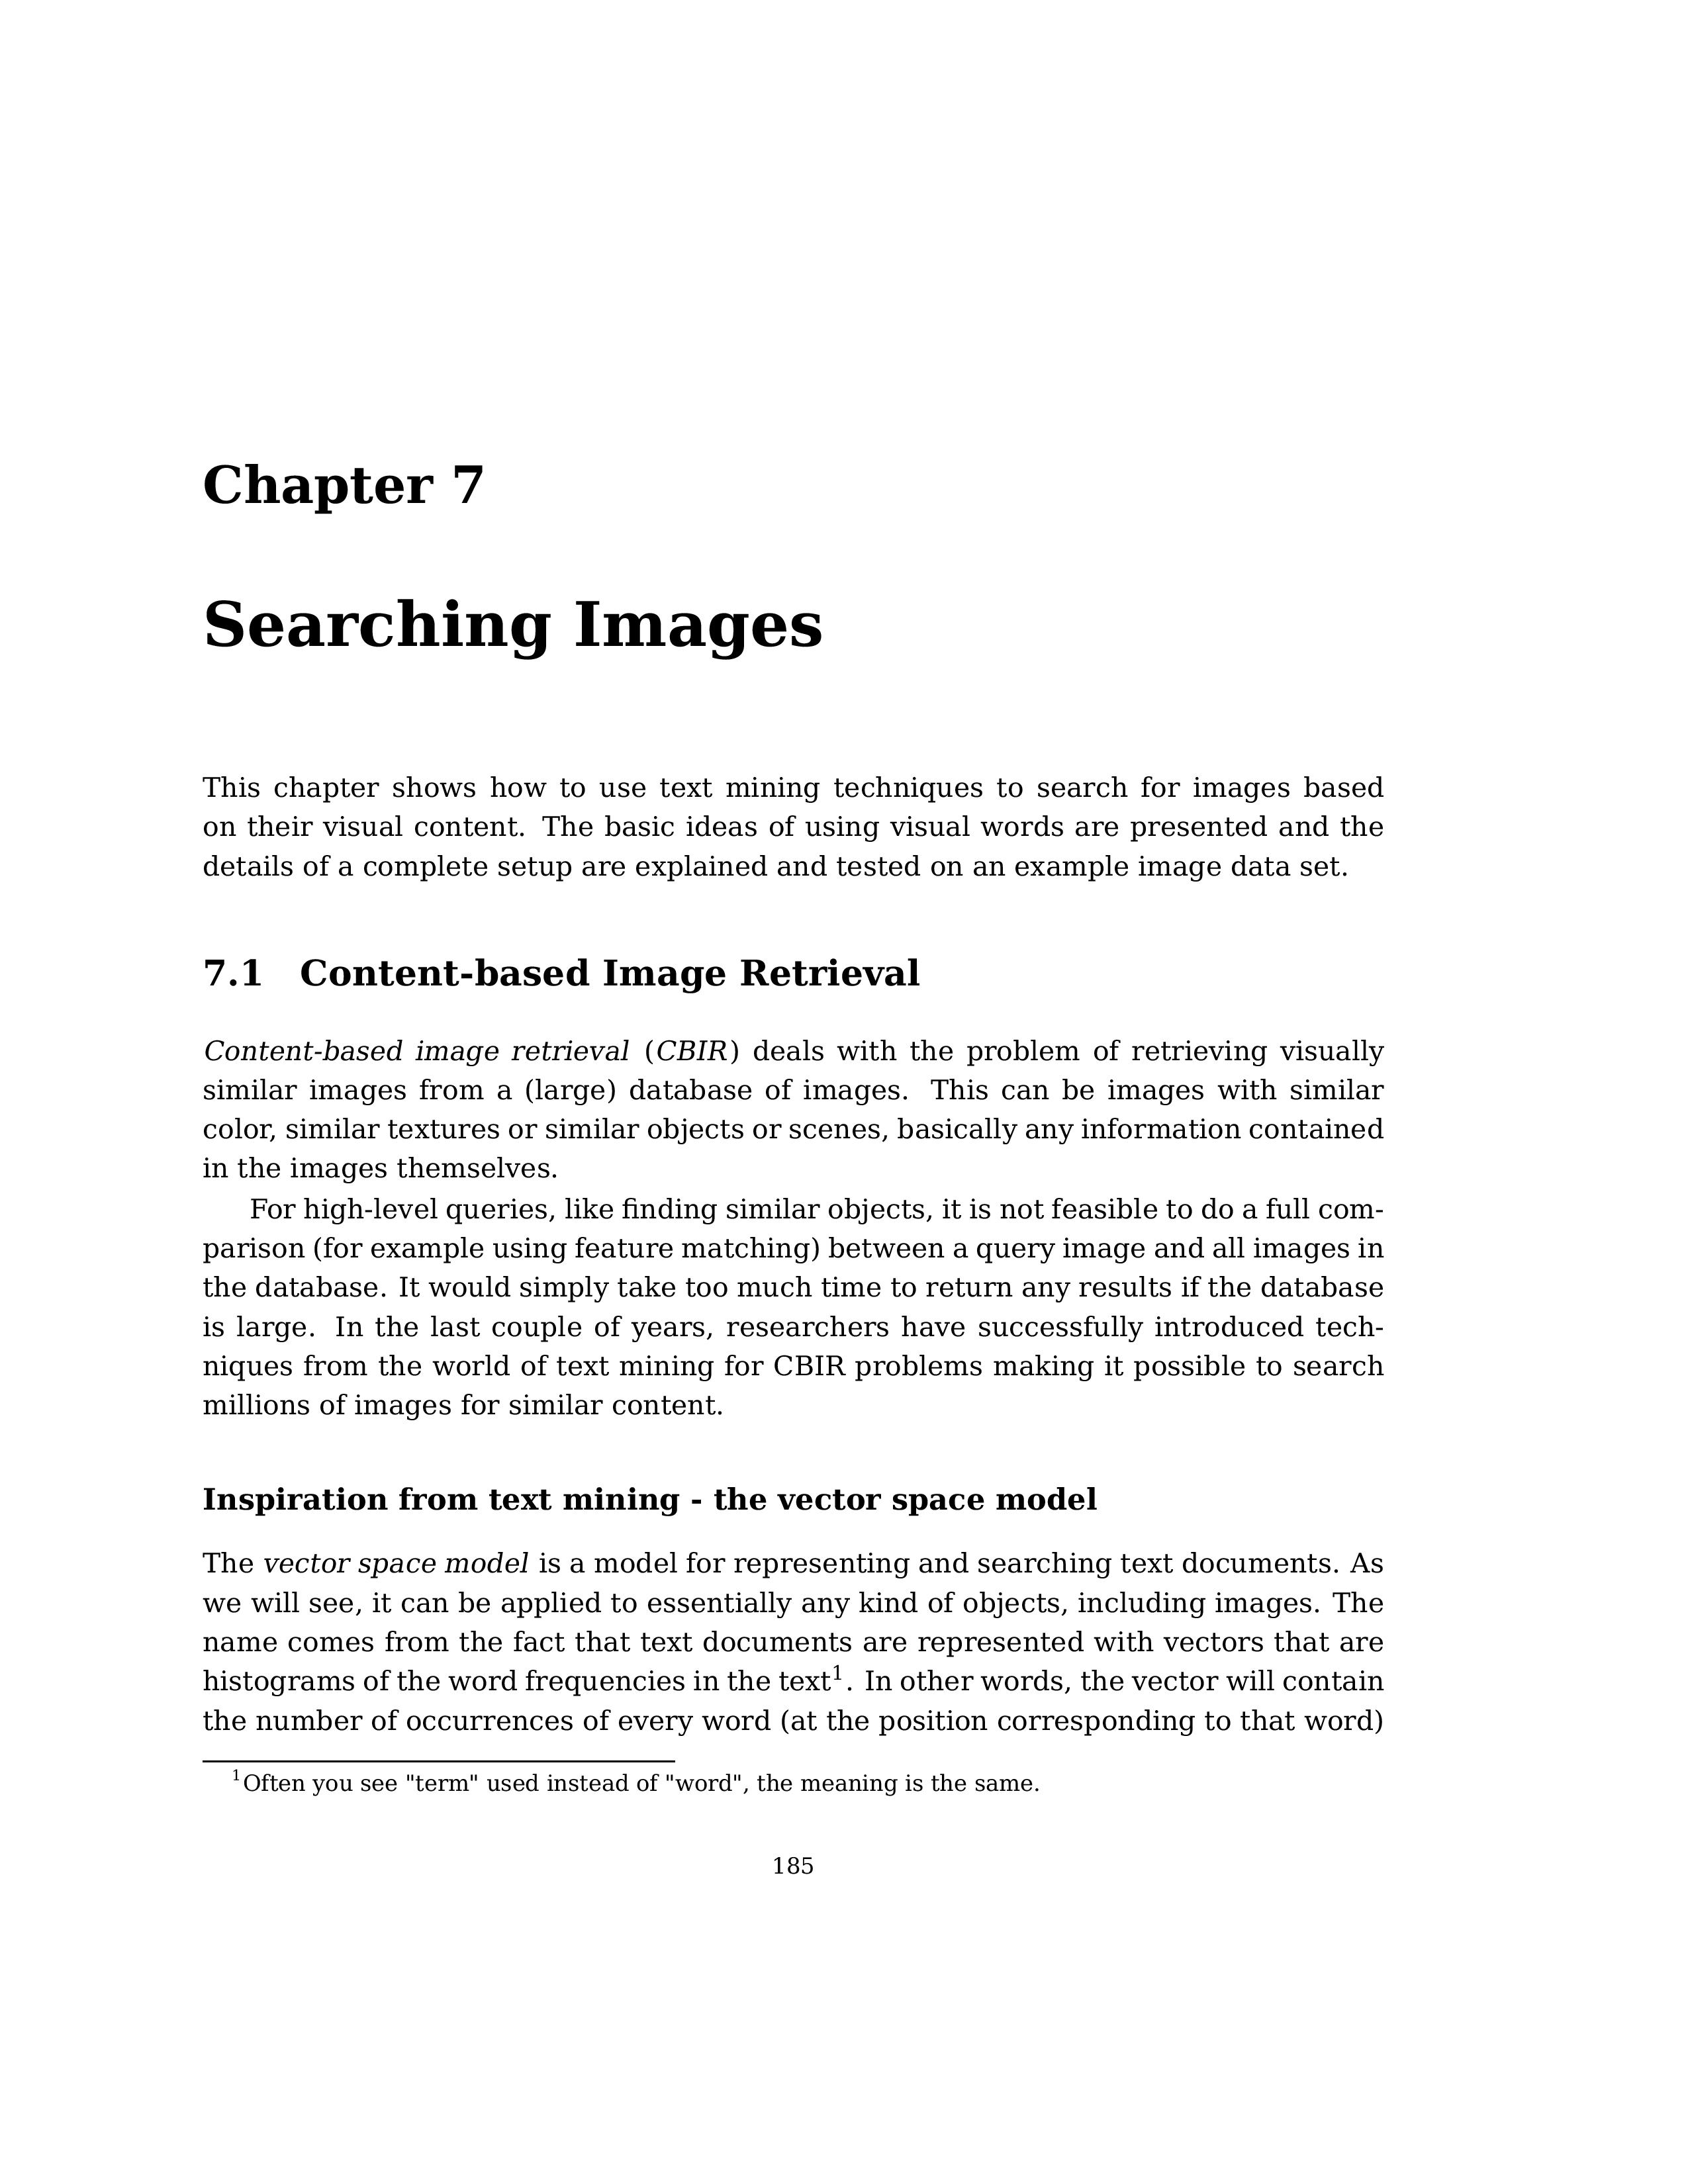 Chapter 7
Searching Images
This chapter shows how to use text mining techniques to search for images based
on their visual content. The basic ideas of using visual words are presented and the
details of a complete setup are explained and tested on an example image data set.
7.1 Content-based Image Retrieval
Content-based image retrieval (CBIR) deals with the problem of retrieving visually
similar images from a (large) database of images. This can be images with similar
color, similar textures or similar objects or scenes, basically any information contained
in the images themselves.
For high-level queries, like finding similar objects, it is not feasible to do a full com-
parison (for example using feature matching) between a query image and all images in
the database. It would simply take too much time to return any results if the database
is large. In the last couple of years, researchers have successfully introduced tech-
niques from the world of text mining for CBIR problems making it possible to search
millions of images for similar content.
Inspiration from text mining - the vector space model
The vector space model is a model for representing and searching text documents. As
we will see, it can be applied to essentially any kind of objects, including images. The
name comes from the fact that text documents are represented with vectors that are
histograms of the word frequencies in the text1. In other words, the vector will contain
the number of occurrences of every word (at the position corresponding to that word)
1Often you see "term" used instead of "word", the meaning is the same.
185